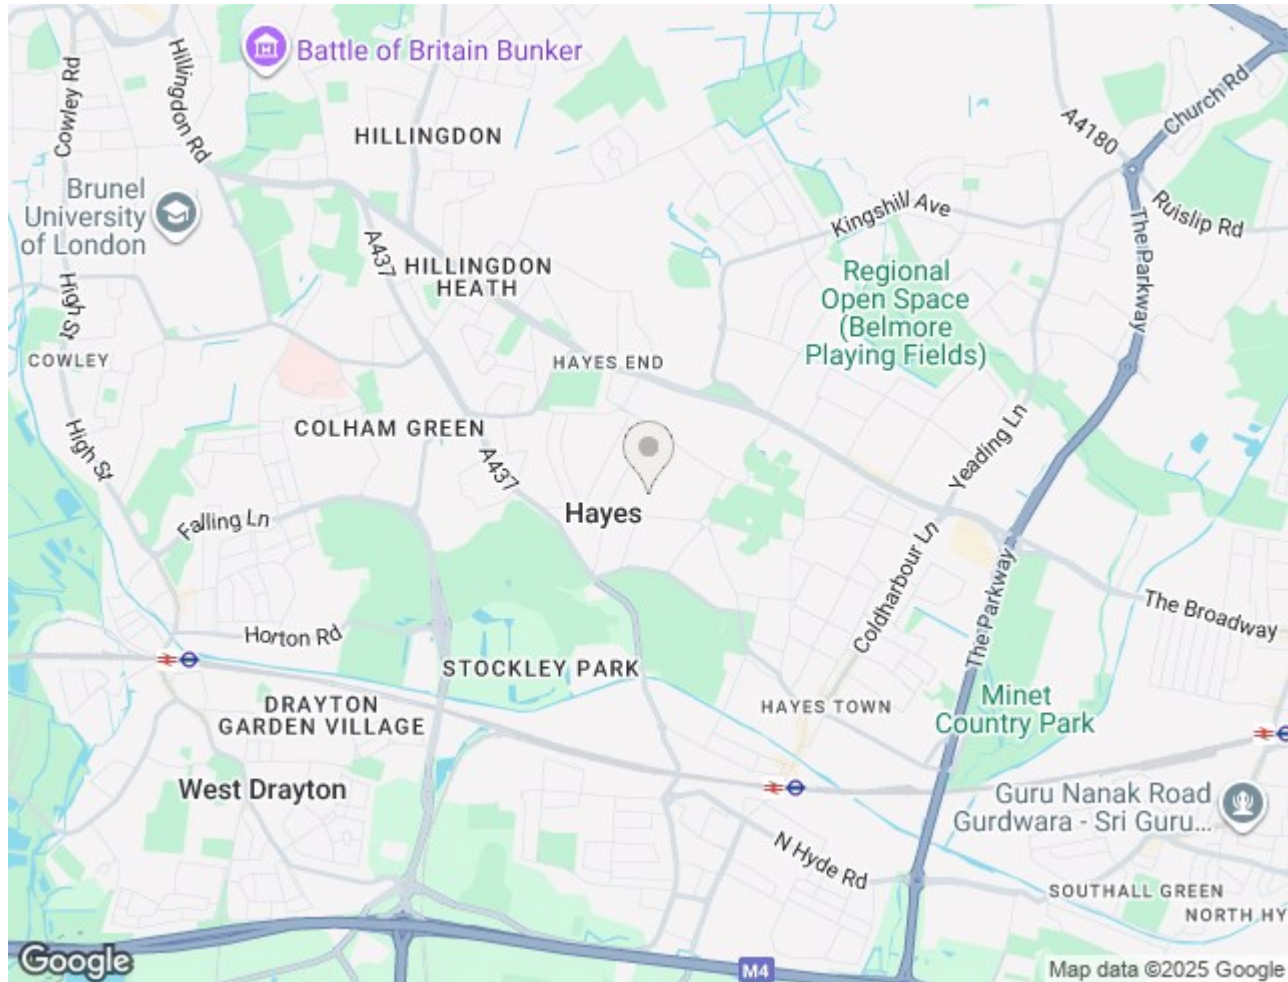 Battle of Britain Bunker
Hillingdon Rd
Cowley Rd
HILLINGDON
A4180
Church Rd
Brunel
University
of London
Kingshill Ave
Ruislip Rd
The Parkway
A437
HILLINGDON
HEATH
High St
Regional
Open Space
(Belmore
Playing Fields)
COWLEY
HAYES END
COLHAM GREEN
High St
A437
Yeading Ln
Falling Ln
Hayes
Coldharbour Ln
The Parkway
The Broadway
Horton Rd
STOCKLEY PARK
DRAYTON
GARDEN VILLAGE
HAYES TOWN
Minet
Country Park
West Drayton
Guru Nanak Road
Gurdwara - Sri Guru...
N Hyde Rd
SOUTHALL GREEN
NORTH HY
Google
M4
Map data ©2025 Google